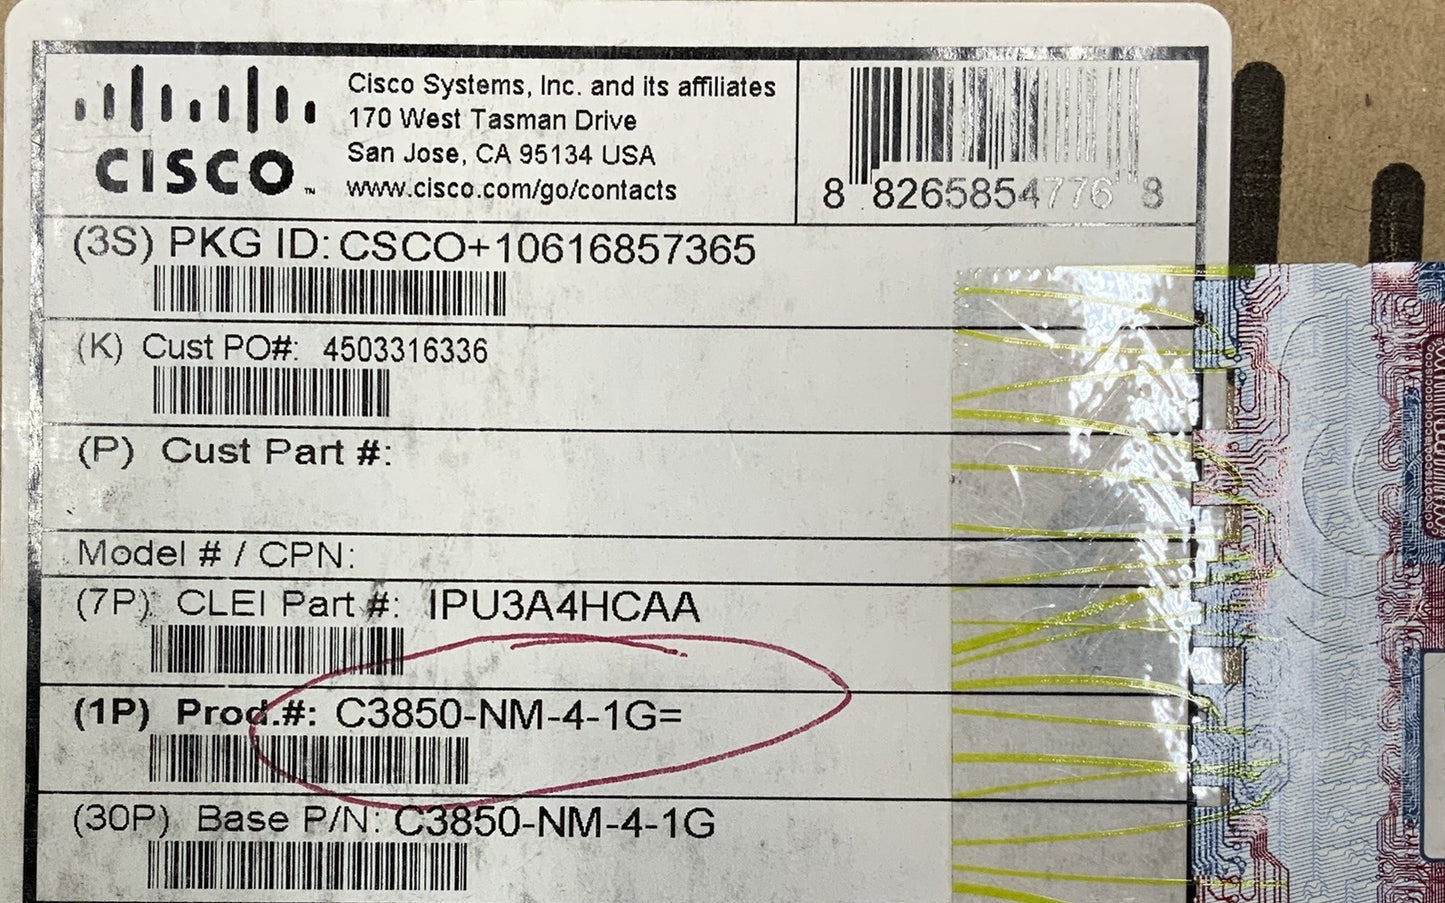 CISCO™
Cisco Systems, Inc. and its affiliates
170 West Tasman Drive
San Jose, CA 95134 USA
www.cisco.com/go/contacts
8 8265854776 8
(3S) PKG ID: CSCO+10616857365
(K) Cust PO#: 4503316336
(P) Cust Part #:
Model # / CPN:
(7P) CLEI Part #: IPU3A4HCAA
(1P) Prod.#: C3850-NM-4-1G=
(30P) Base P/N: C3850-NM-4-1G